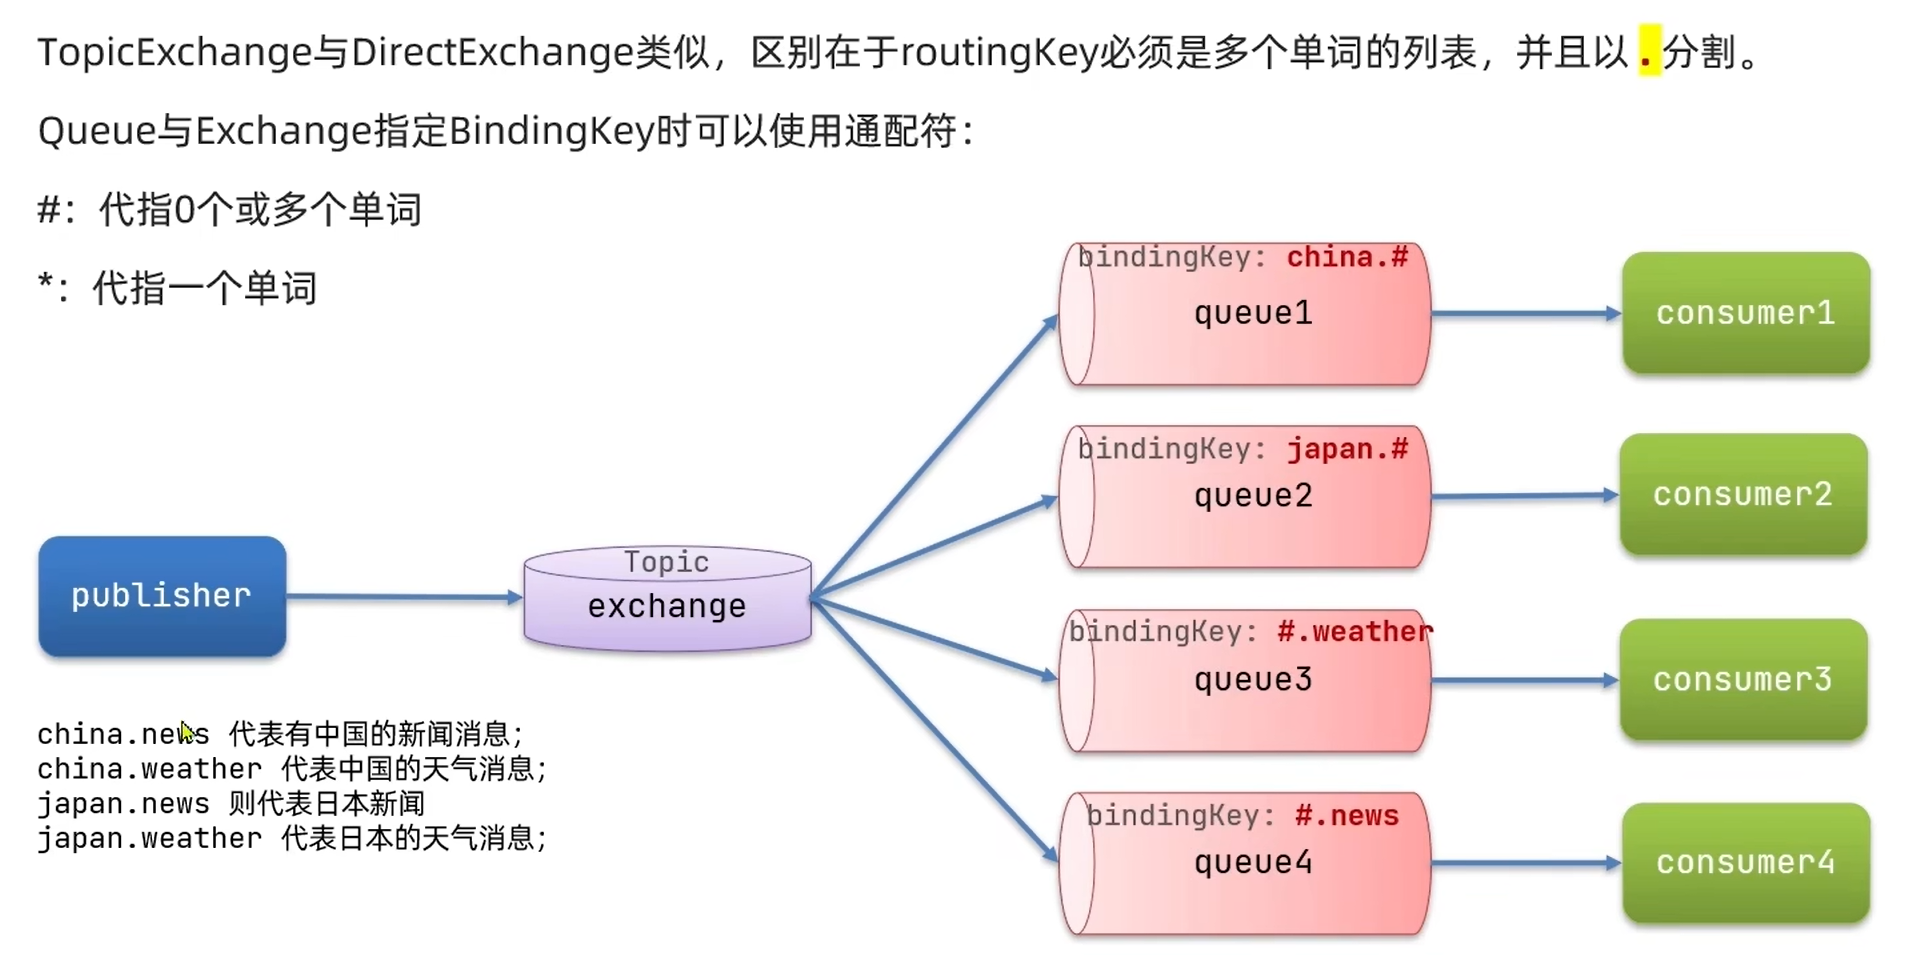 TopicExchange与DirectExchange类似，区别在于routingKey必须是多个单词的列表，并且以 . 分割。
Queue与Exchange指定BindingKey时可以使用通配符：
#：代指0个或多个单词
*：代指一个单词
bindingKey: china.#
queue1
consumer1
bindingKey: japan.#
queue2
consumer2
publisher
Topic
exchange
bindingKey: #.weather
queue3
consumer3
china.news 代表有中国的新闻消息；
china.weather 代表中国的天气消息；
japan.news 则代表日本新闻
japan.weather 代表日本的天气消息；
bindingKey: #.news
queue4
consumer4